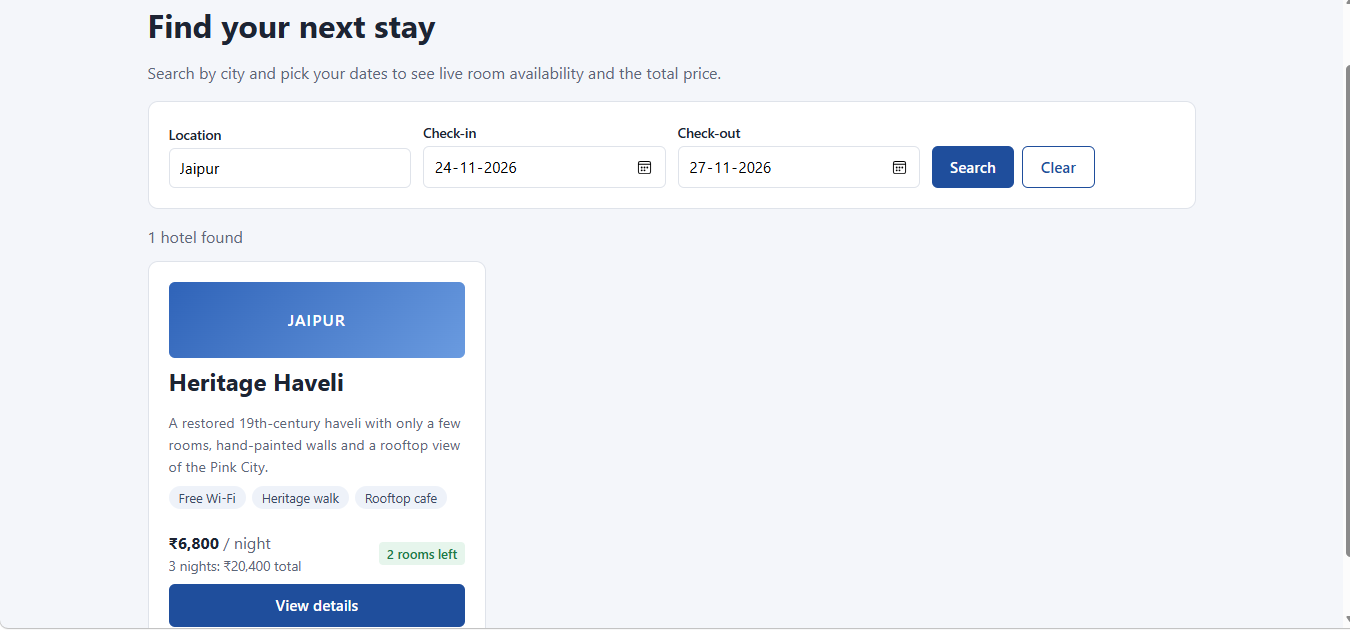 Find your next stay
Search by city and pick your dates to see live room availability and the total price.
Location
Check-in
Check-out
Jaipur
24-11-2026
27-11-2026
Search
Clear
1 hotel found
JAIPUR
Heritage Haveli
A restored 19th-century haveli with only a few
rooms, hand-painted walls and a rooftop view
of the Pink City.
Free Wi-Fi
Heritage walk
Rooftop cafe
₹6,800 / night
3 nights: ₹20,400 total
2 rooms left
View details